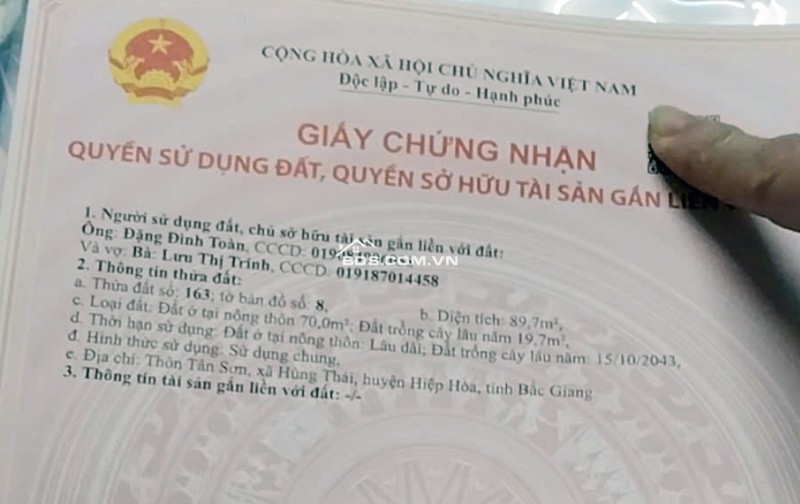 CỘNG HÒA XÃ HỘI CHỦ NGHĨA VIỆT NAM
Độc lập - Tự do - Hạnh phúc
GIẤY CHỨNG NHẬN
QUYỀN SỬ DỤNG ĐẤT, QUYỀN SỞ HỮU TÀI SẢN GẮN LIỀN
1. Người sử dụng đất, chủ sở hữu tài sản gắn liền với đất:
Ông: Đặng Đình Toàn, CCCD:
Và vợ: Bà: Lưu Thị Trính, CCCD: 019187014458
BDS.COM.VN
2. Thông tin thửa đất:
a. Thửa đất số: 163; tờ bản đồ số: 8, b. Diện tích: 89,7m²,
c. Loại đất: Đất ở tại nông thôn 70,0m²; Đất trồng cây lâu năm 19,7m²,
d. Thời hạn sử dụng: Đất ở tại nông thôn: Lâu dài; Đất trồng cây lâu năm: 15/10/2043,
đ. Hình thức sử dụng: Sử dụng chung,
e. Địa chỉ: Thôn Tân Sơn, xã Hùng Thái, huyện Hiệp Hòa, tỉnh Bắc Giang
3. Thông tin tài sản gắn liền với đất: -/-